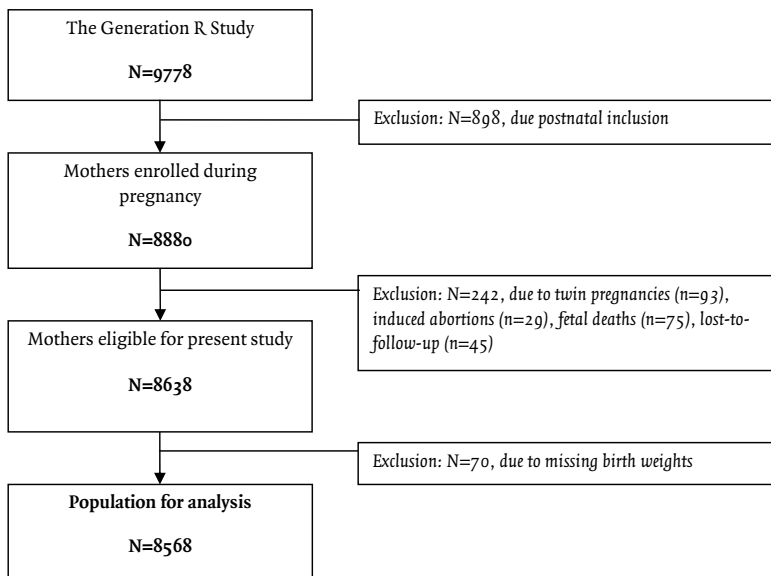 The Generation R Study
N=9778
Exclusion: N=898, due postnatal inclusion
Mothers enrolled during
pregnancy
N=8880
Exclusion: N=242, due to twin pregnancies (n=93),
induced abortions (n=29), fetal deaths (n=75), lost-to-
follow-up (n=45)
Mothers eligible for present study
N=8638
Exclusion: N=70, due to missing birth weights
Population for analysis
N=8568